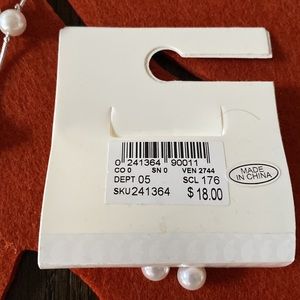 0 241364 90011
CO 0 SN 0 VEN 2744
DEPT 05 SCL 176
SKU 241364 $ 18.00
MADE
IN CHINA